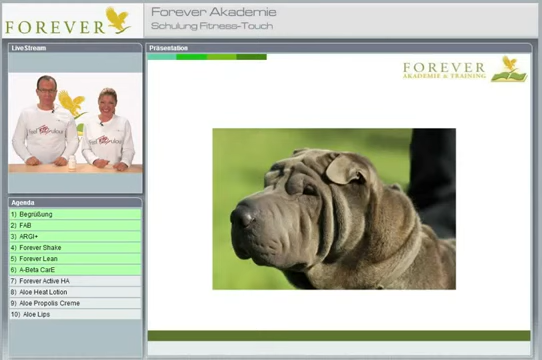 FOREVER
Forever Akademie
Schulung Fitness-Touch
LiveStream
Präsentation
FOREVER
AKADEMIE & TRAINING
Agenda
1) Begrüßung
2) FAB
3) ARGI+
4) Forever Shake
5) Forever Lean
6) A-Beta CarE
7) Forever Active HA
8) Aloe Heat Lotion
9) Aloe Propolis Creme
10) Aloe Lips